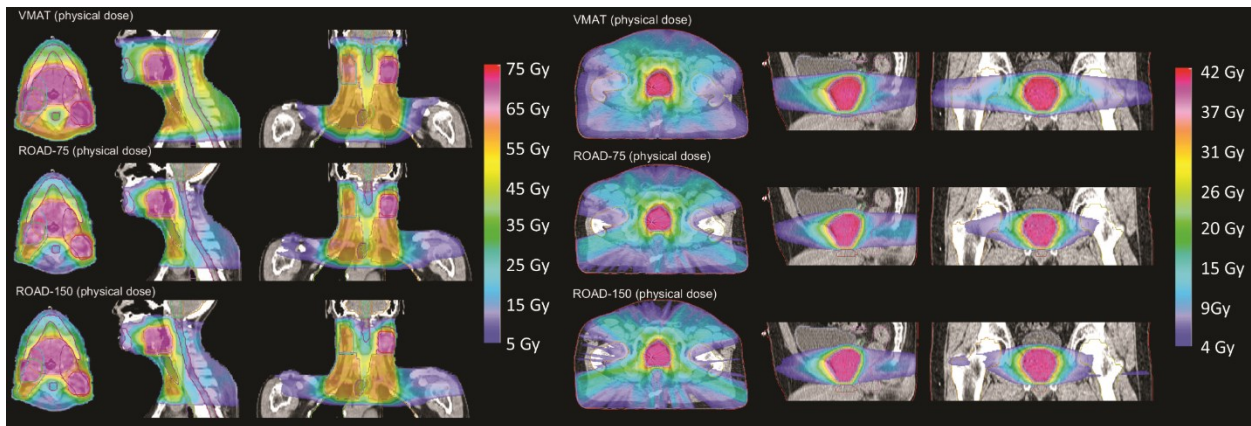 VMAT (physical dose)
75 Gy
65 Gy
55 Gy
45 Gy
35 Gy
25 Gy
15 Gy
5 Gy
ROAD-75 (physical dose)
ROAD-150 (physical dose)
VMAT (physical dose)
42 Gy
37 Gy
31 Gy
26 Gy
20 Gy
15 Gy
9Gy
4 Gy
ROAD-75 (physical dose)
ROAD-150 (physical dose)